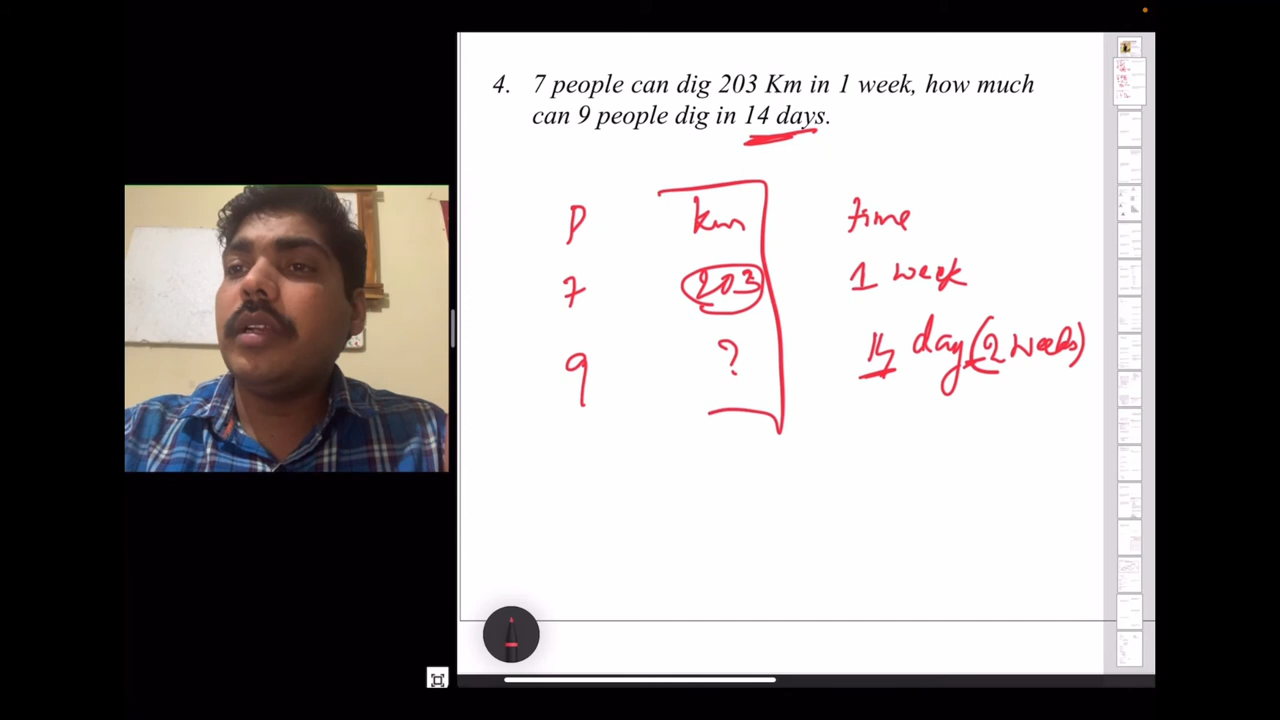 4. 7 people can dig 203 Km in 1 week, how much
can 9 people dig in 14 days.
P km time
7 203 1 week
9 ? 14 day (2 weeks)